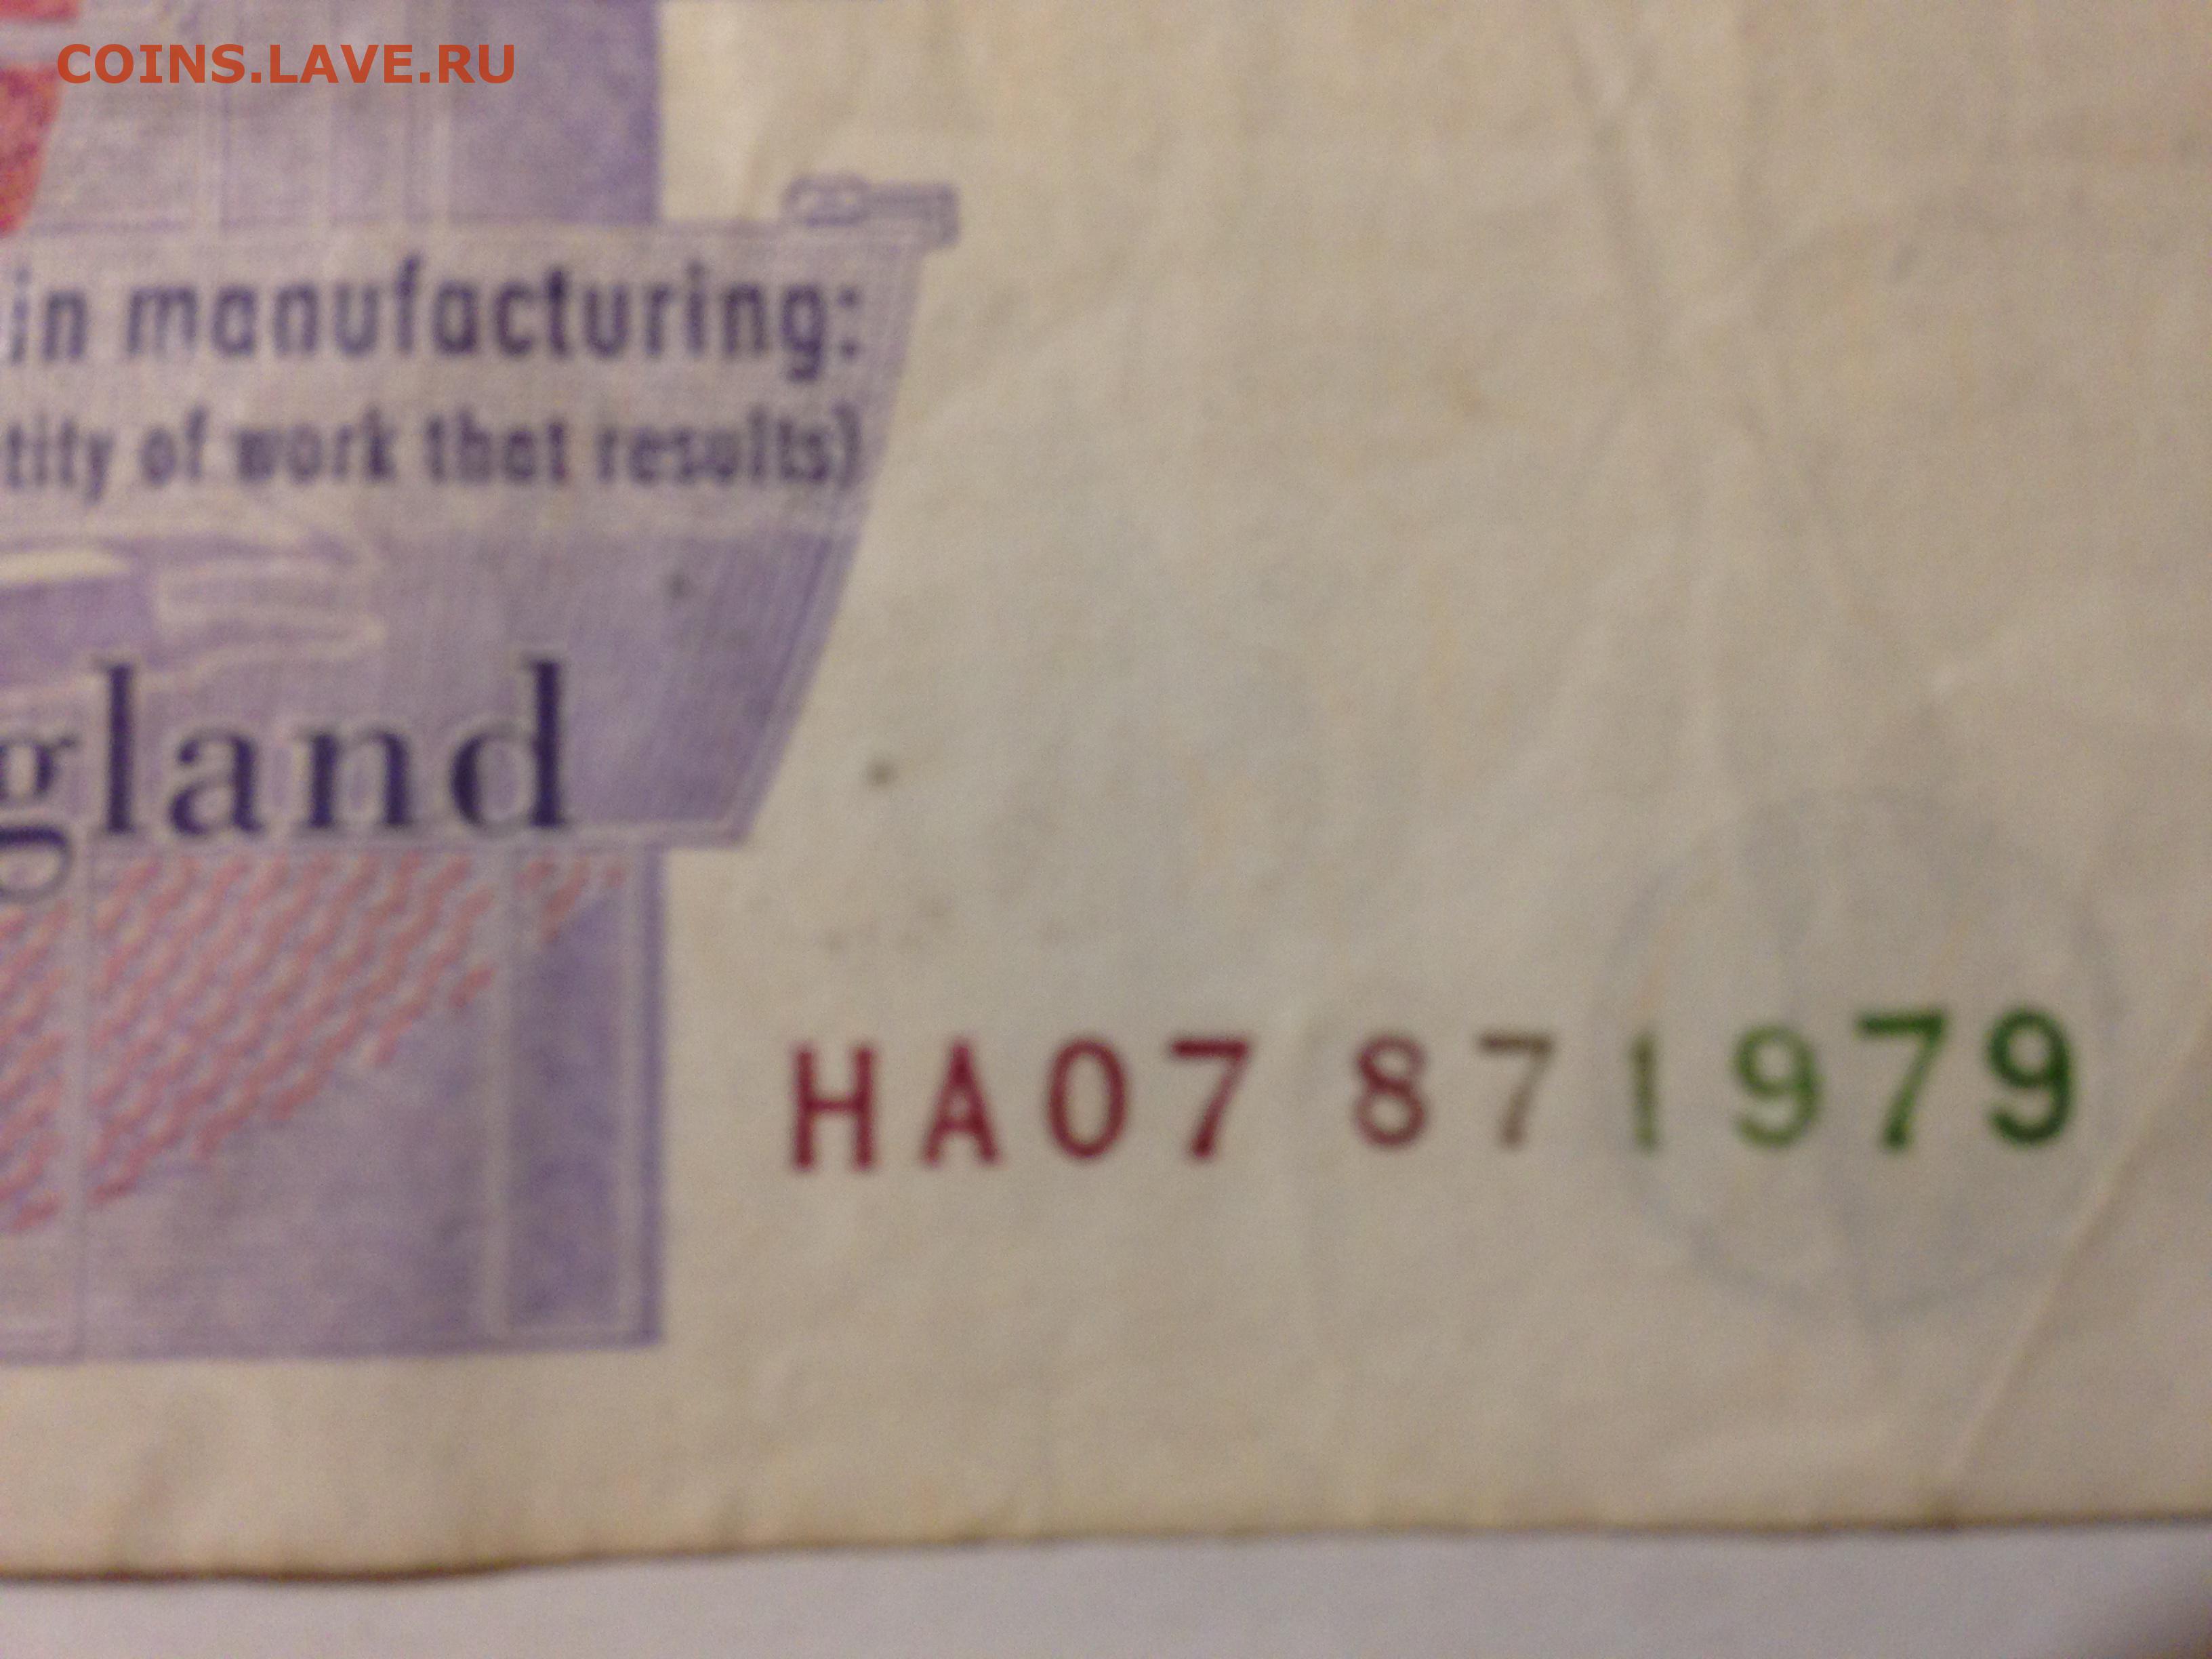 COINS.LAVE.RU
in manufacturing:
tity of work that results)
gland
HA07 871979